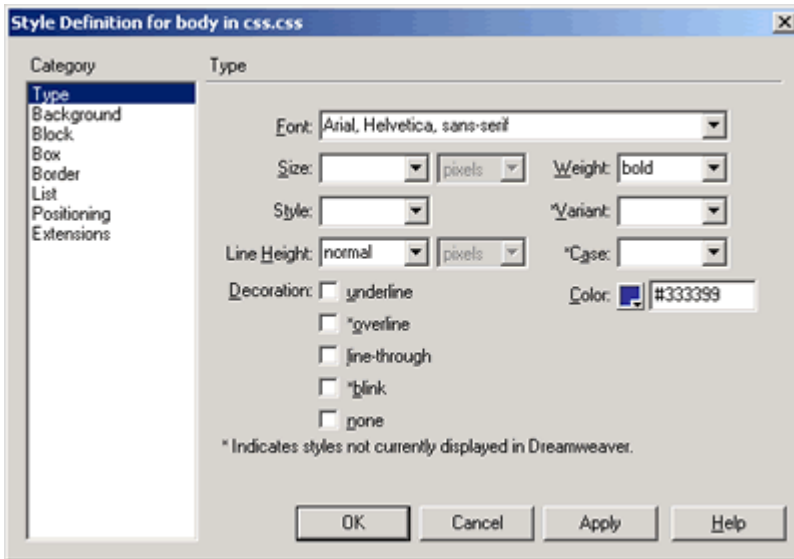 Style Definition for body in css.css
Category
Type
Background
Block
Box
Border
List
Positioning
Extensions
Type
Font: Arial, Helvetica, sans-serif
Size: pixels Weight: bold
Style: *Variant:
Line Height: normal pixels *Case:
Decoration: underline Color: #333399
*overline
line-through
*blink
none
* Indicates styles not currently displayed in Dreamweaver.
OK Cancel Apply Help